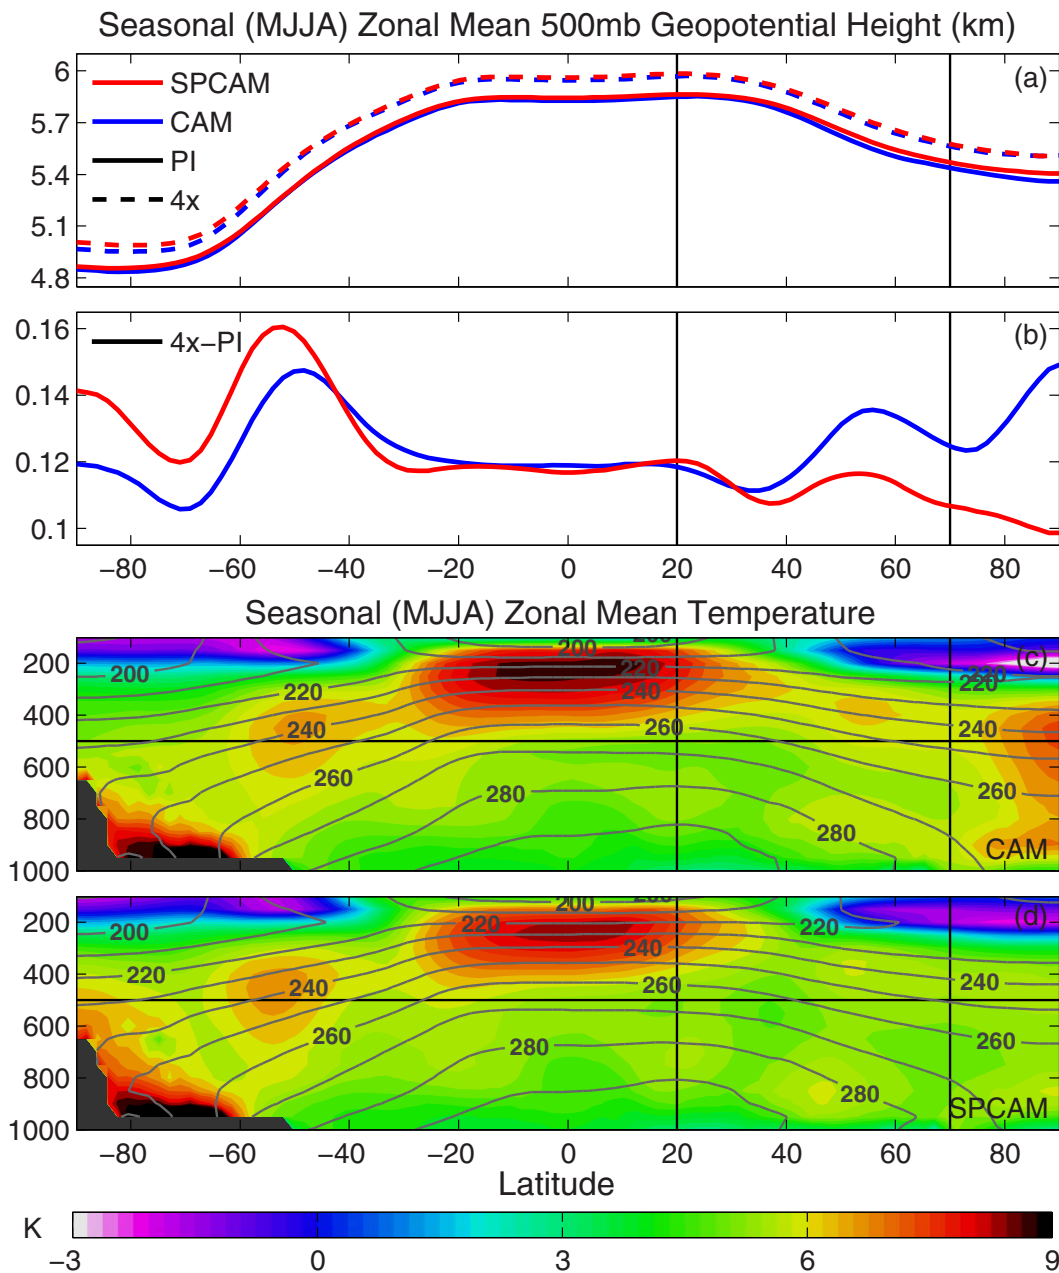 Seasonal (MJJA) Zonal Mean 500mb Geopotential Height (km)
6
5.7
5.4
5.1
4.8
SPCAM
CAM
PI
4x
(a)
0.16
0.14
0.12
0.1
4x−PI
(b)
−80 −60 −40 −20 0 20 40 60 80
Seasonal (MJJA) Zonal Mean Temperature
200
400
600
800
1000
200 220 240 260 280
200 220 240 260 280
220 240 260 280
220 240 260
(c)
CAM
200
400
600
800
1000
200 220 240 260
200 220 240 260 280
220 240 260 280
(d)
SPCAM
−80 −60 −40 −20 0 20 40 60 80
Latitude
K
−3 0 3 6 9